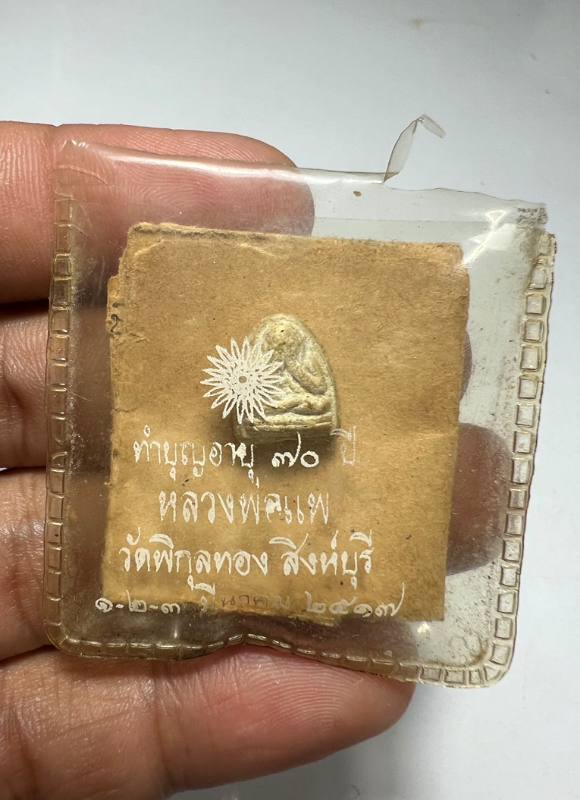 ทำบุญอายุ ๗๐ ปี
หลวงพ่อแพ
วัดพิกุลทอง สิงห์บุรี
๑-๒-๓ มีนาคม ๒๕๑๗